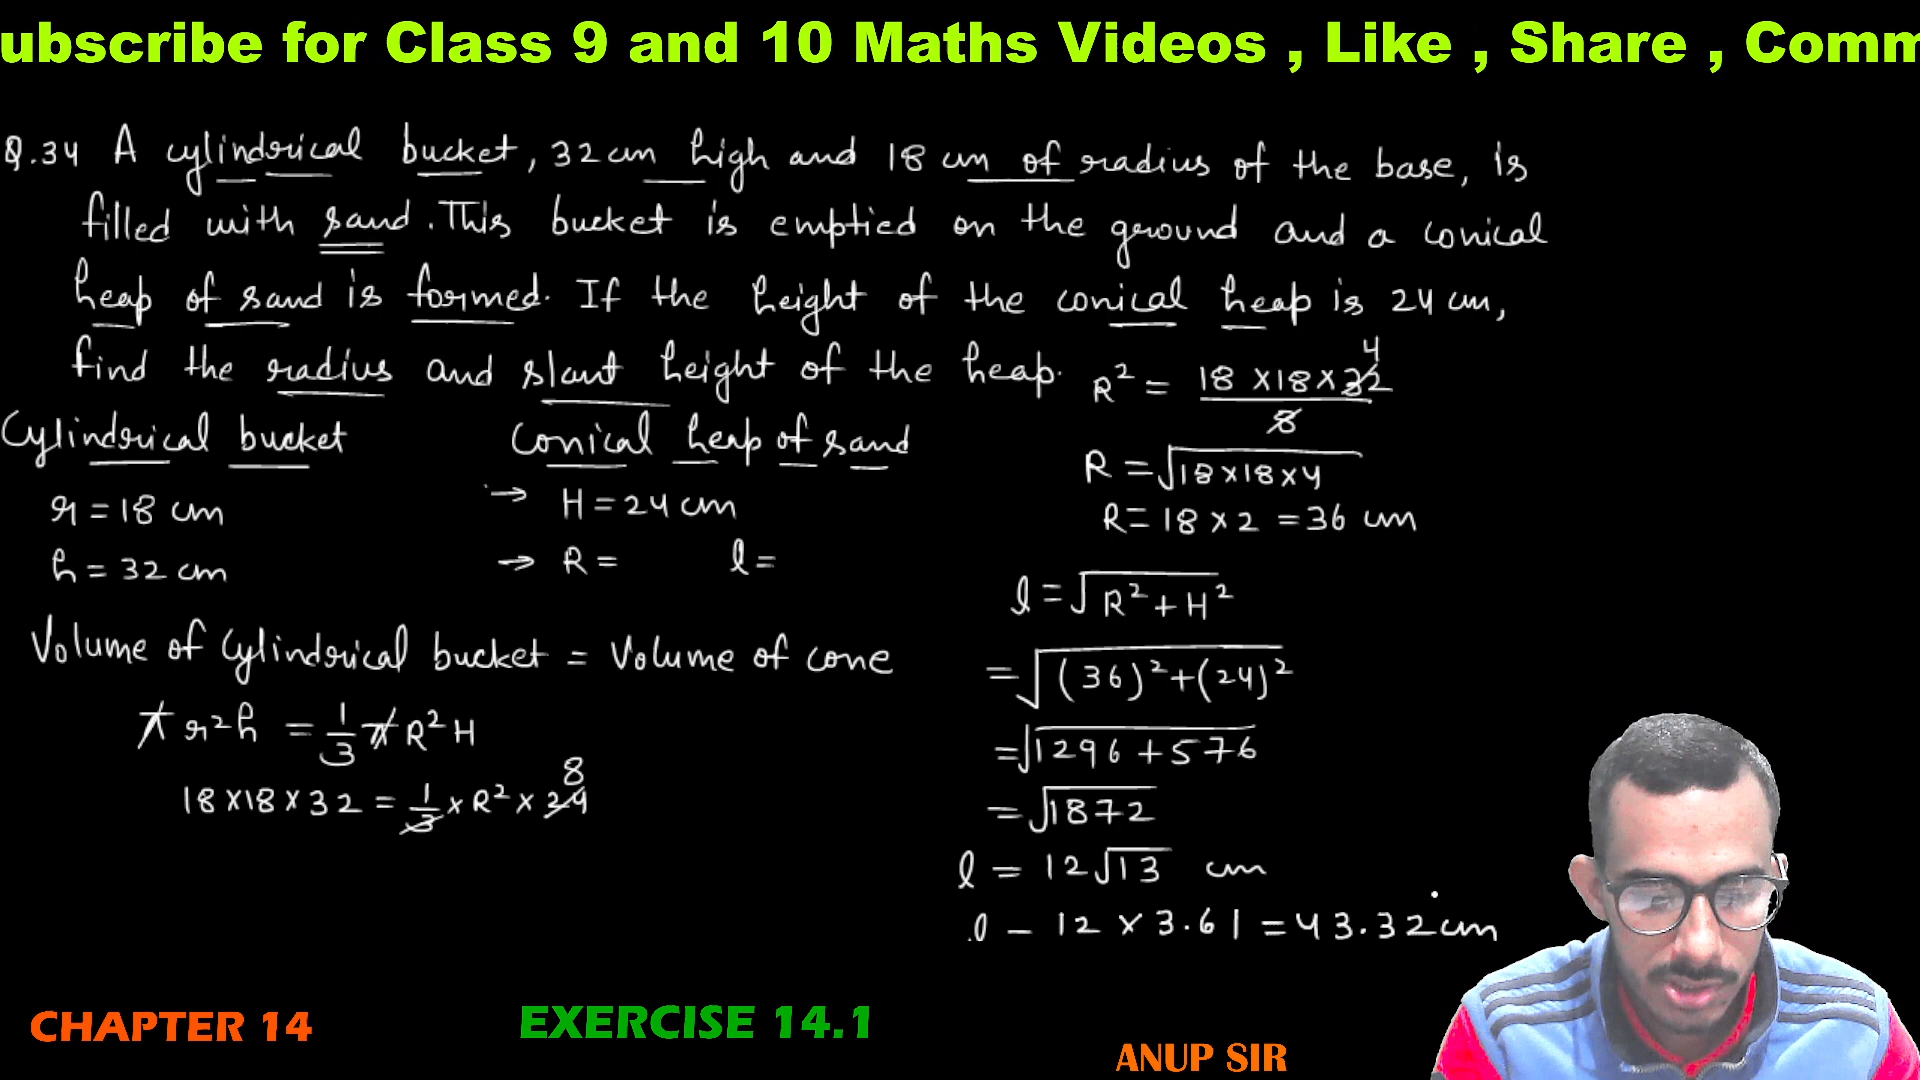 ubscribe for Class 9 and 10 Maths Videos , Like , Share , Comm
Q.34 A cylindrical bucket, 32 cm high and 18 cm of radius of the base, is
filled with sand. This bucket is emptied on the ground and a conical
heap of sand is formed. If the height of the conical heap is 24 cm,
find the radius and slant height of the heap.
Cylindrical bucket
r = 18 cm
h = 32 cm
Conical heap of sand
→ H = 24 cm
→ R = l =
Volume of Cylindrical bucket = Volume of cone
π r²h = 1/3 π R² H
18 × 18 × 32 = 1/3 × R² × 24 8
R² = 18 × 18 × 32 4 / 8
R = √18 × 18 × 4
R = 18 × 2 = 36 cm
l = √R² + H²
= √(36)² + (24)²
= √1296 + 576
= √1872
l = 12√13 cm
l = 12 × 3.61 = 43.32 cm
CHAPTER 14
EXERCISE 14.1
ANUP SIR